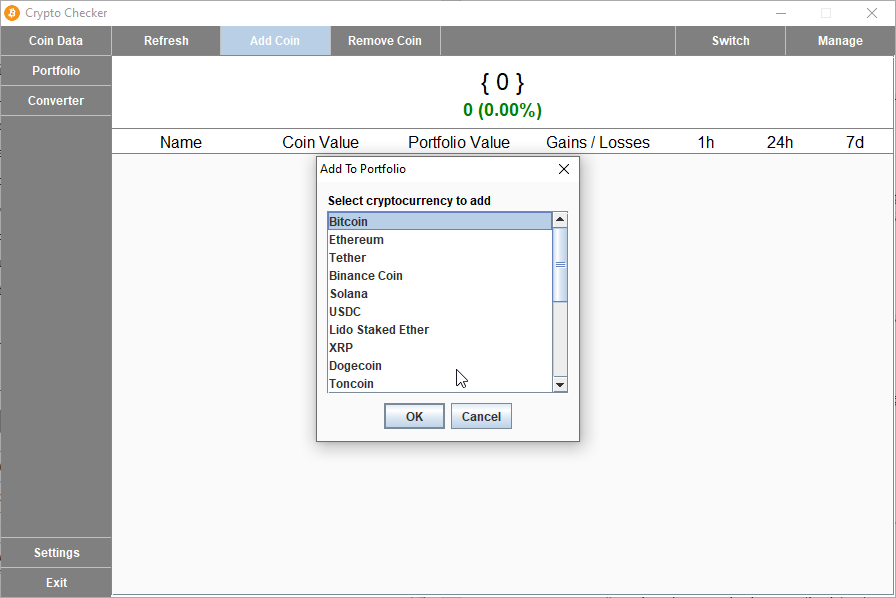 Crypto Checker
Coin Data Refresh Add Coin Remove Coin Switch Manage
Portfolio
Converter
{ 0 }
0 (0.00%)
Name Coin Value Portfolio Value Gains / Losses 1h 24h 7d
Add To Portfolio
Select cryptocurrency to add
Bitcoin
Ethereum
Tether
Binance Coin
Solana
USDC
Lido Staked Ether
XRP
Dogecoin
Toncoin
OK Cancel
Settings
Exit